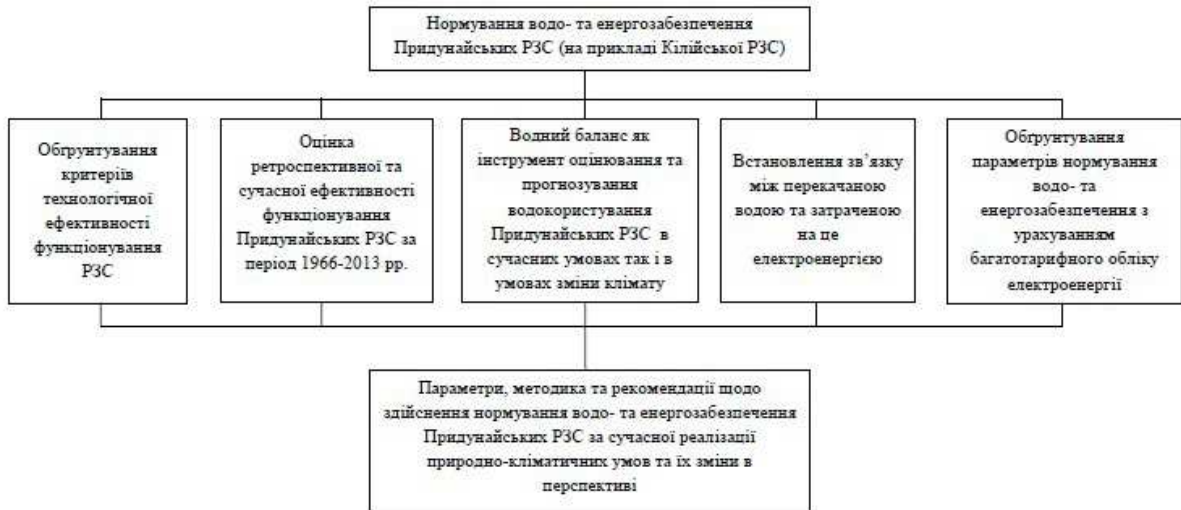 Нормування водо- та енергозабезпечення
Придунайських РЗС (на прикладі Кілійської РЗС)
Обґрунтування
критеріїв
технологічної
ефективності
функціонування
РЗС
Оцінка
ретроспективної та
сучасної ефективності
функціонування
Придунайських РЗС за
період 1966-2013 рр.
Водний баланс як
інструмент оцінювання та
прогнозування
водокористування
Придунайських РЗС в
сучасних умовах так і в
умовах зміни клімату
Встановлення зв’язку
між перекачаною
водою та затраченою
на це
електроенергією
Обґрунтування
параметрів нормування
водо- та
енергозабезпечення з
урахуванням
багатотарифного обліку
електроенергії
Параметри, методика та рекомендації щодо
здійснення нормування водо- та енергозабезпечення
Придунайських РЗС за сучасної реалізації
природно-кліматичних умов та їх зміни в
перспективі